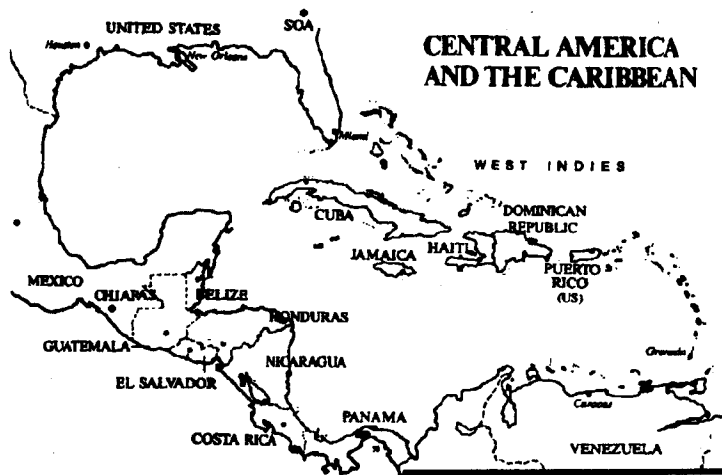 UNITED STATES
SOA
Houston
New Orleans
CENTRAL AMERICA
AND THE CARIBBEAN
Miami
WEST INDIES
CUBA
DOMINICAN
REPUBLIC
HAITI
JAMAICA
PUERTO
RICO
(US)
MEXICO
CHIAPAS
BELIZE
HONDURAS
GUATEMALA
NICARAGUA
Grenada
EL SALVADOR
Caracas
PANAMA
COSTA RICA
VENEZUELA